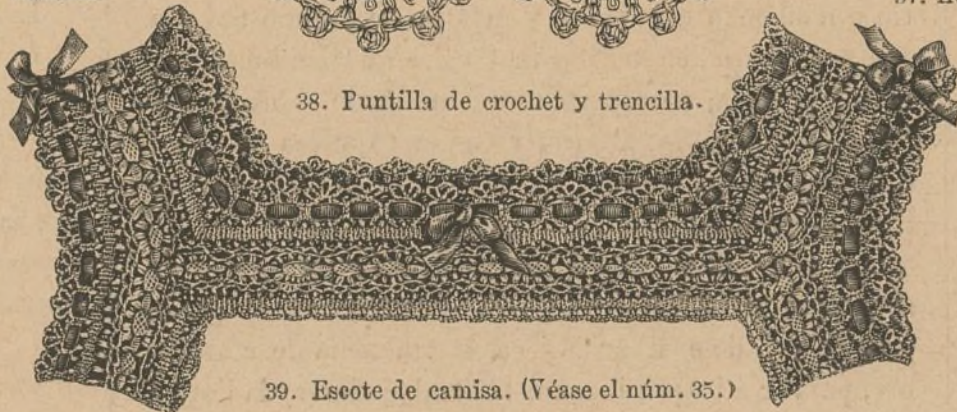 38. Puntilla de crochet y trencilla.
39. Escote de camisa. (Véase el núm. 35.)